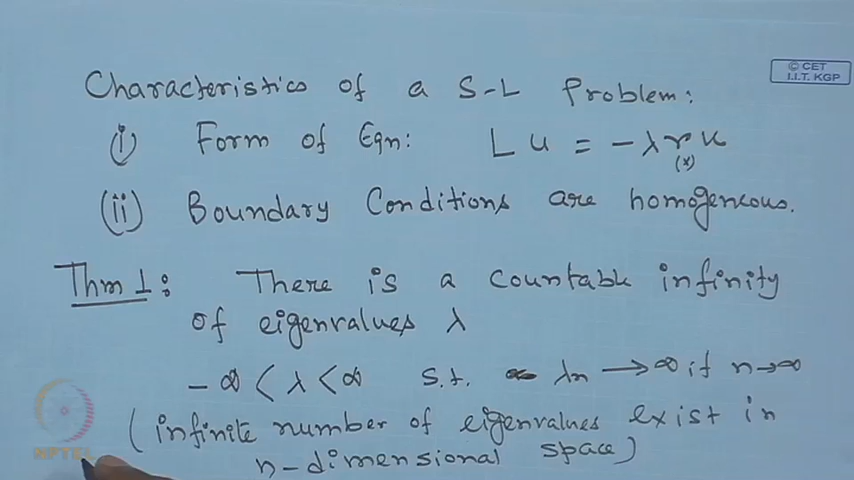 © CET
I.I.T. KGP
Characteristics of a S-L Problem:
(i) Form of Eqn: L u = - λ r(x) u
(ii) Boundary Conditions are homogeneous.
Thm 1: There is a countable infinity
of eigenvalues λ
- ∞ < λ < ∞ s.t. λn → ∞ if n → ∞
(infinite number of eigenvalues exist in
n-dimensional space)
NPTEL